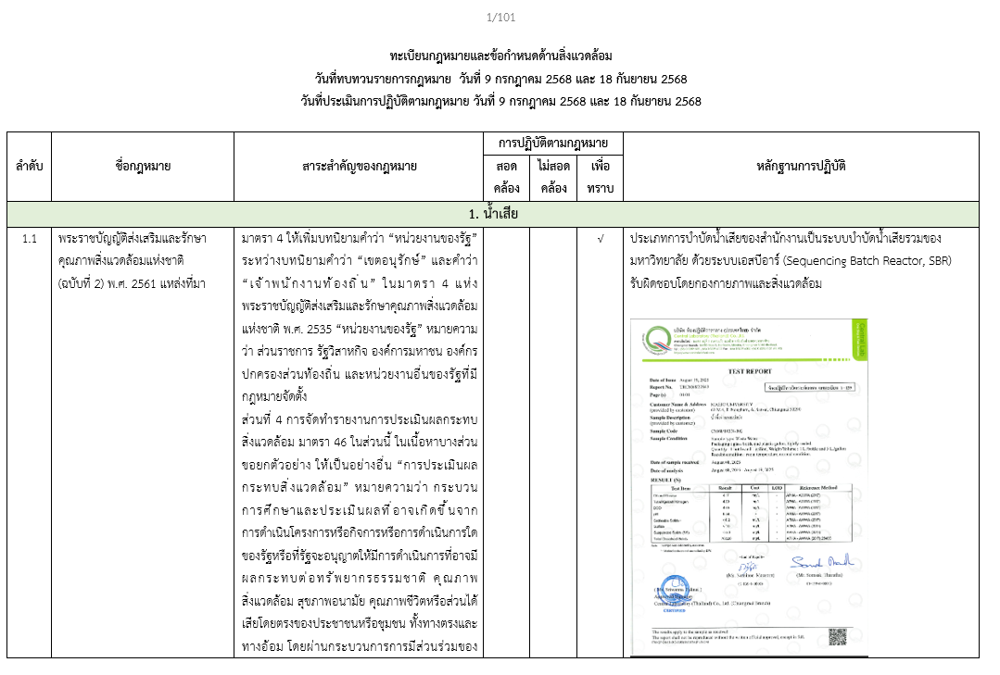 1/101
ทะเบียนกฎหมายและข้อกำหนดด้านสิ่งแวดล้อม
วันที่ทบทวนรายการกฎหมาย วันที่ 9 กรกฎาคม 2568 และ 18 กันยายน 2568
วันที่ประเมินการปฏิบัติตามกฎหมาย วันที่ 9 กรกฎาคม 2568 และ 18 กันยายน 2568
ลำดับ
ชื่อกฎหมาย
สาระสำคัญของกฎหมาย
การปฏิบัติตามกฎหมาย
สอด
คล้อง
ไม่สอด
คล้อง
เพื่อ
ทราบ
หลักฐานการปฏิบัติ
1. น้ำเสีย
1.1
พระราชบัญญัติส่งเสริมและรักษา
คุณภาพสิ่งแวดล้อมแห่งชาติ
(ฉบับที่ 2) พ.ศ. 2561 แหล่งที่มา
มาตรา 4 ให้เพิ่มบทนิยามคำว่า “หน่วยงานของรัฐ”
ระหว่างบทนิยามคำว่า “เขตอนุรักษ์” และคำว่า
“เจ้าพนักงานท้องถิ่น” ในมาตรา 4 แห่ง
พระราชบัญญัติส่งเสริมและรักษาคุณภาพสิ่งแวดล้อม
แห่งชาติ พ.ศ. 2535 “หน่วยงานของรัฐ” หมายความ
ว่า ส่วนราชการ รัฐวิสาหกิจ องค์การมหาชน องค์กร
ปกครองส่วนท้องถิ่น และหน่วยงานอื่นของรัฐที่มี
กฎหมายจัดตั้ง
ส่วนที่ 4 การจัดทำรายงานการประเมินผลกระทบ
สิ่งแวดล้อม มาตรา 46 ในส่วนนี้ ในเนื้อหาบางส่วน
ขอยกตัวอย่าง ให้เป็นอย่างอื่น “การประเมินผล
กระทบสิ่งแวดล้อม” หมายความว่า กระบวน
การศึกษาและประเมินผลที่อาจเกิดขึ้นจาก
การดำเนินโครงการหรือกิจการหรือการดำเนินการใด
ของรัฐหรือที่รัฐจะอนุญาตให้มีการดำเนินการที่อาจมี
ผลกระทบต่อทรัพยากรธรรมชาติ คุณภาพ
สิ่งแวดล้อม สุขภาพอนามัย คุณภาพชีวิตหรือส่วนได้
เสียโดยตรงของประชาชนหรือชุมชน ทั้งทางตรงและ
ทางอ้อม โดยผ่านกระบวนการการมีส่วนร่วมของ
√
ประเภทการบำบัดน้ำเสียของสำนักงานเป็นระบบบำบัดน้ำเสียรวมของ
มหาวิทยาลัย ด้วยระบบเอสบีอาร์ (Sequencing Batch Reactor, SBR)
รับผิดชอบโดยกองกายภาพและสิ่งแวดล้อม
TEST REPORT
Date of Issue August 19, 2025
Report No.
Page (s) 01/01
Customer Name & Address MAEJO UNIVERSITY
(provided by customer)
Sample Description
(provided by customer)
Sample Code
Sample Condition
Date of sample received August 08, 2025
Date of analysis
RESULT (S)
Test Item Result Unit LOD Reference Method